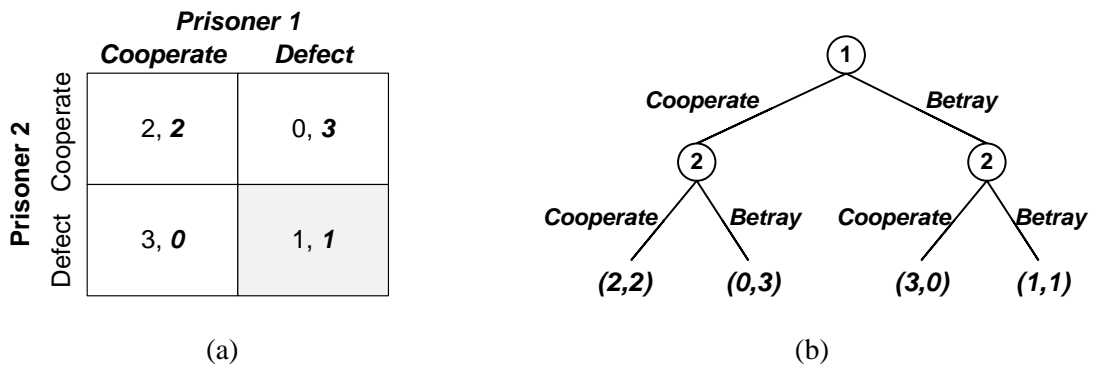 Prisoner 1
Cooperate Defect
Prisoner 2
Cooperate
2, 2 0, 3
Defect
3, 0 1, 1
(a)
1
Cooperate Betray
2 2
Cooperate Betray Cooperate Betray
(2,2) (0,3) (3,0) (1,1)
(b)